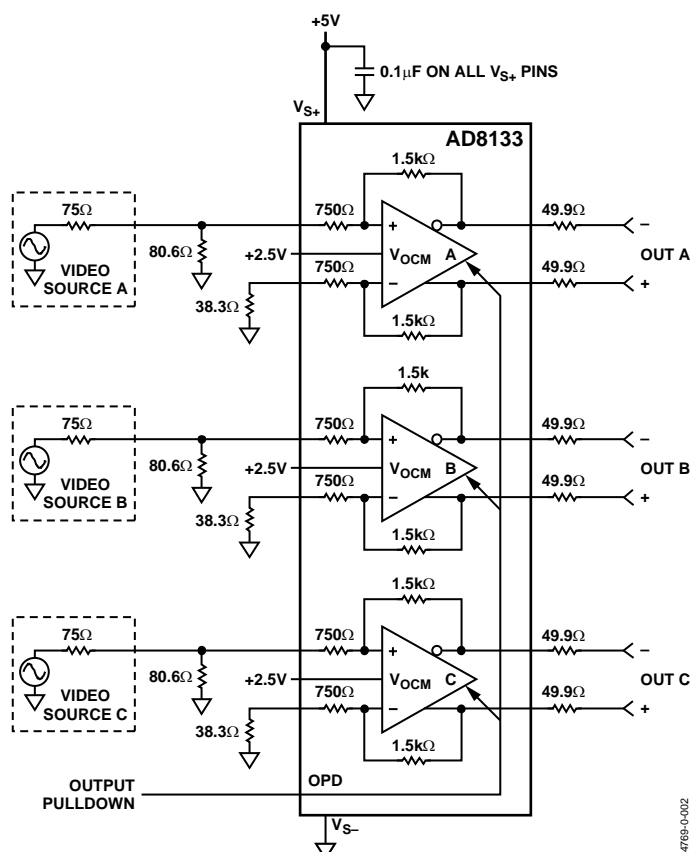 +5V
0.1μF ON ALL VS+ PINS
VS+
AD8133
1.5kΩ
75Ω
750Ω
49.9Ω
+
−
VIDEO
SOURCE A
80.6Ω
+2.5V
VOCM
A
OUT A
750Ω
−
49.9Ω
+
38.3Ω
1.5kΩ
1.5k
75Ω
750Ω
49.9Ω
+
−
VIDEO
SOURCE B
80.6Ω
+2.5V
VOCM
B
OUT B
750Ω
−
49.9Ω
+
38.3Ω
1.5kΩ
1.5kΩ
75Ω
750Ω
49.9Ω
+
−
VIDEO
SOURCE C
80.6Ω
+2.5V
VOCM
C
OUT C
750Ω
−
49.9Ω
+
38.3Ω
1.5kΩ
OUTPUT
PULLDOWN
OPD
VS−
4769-0-002